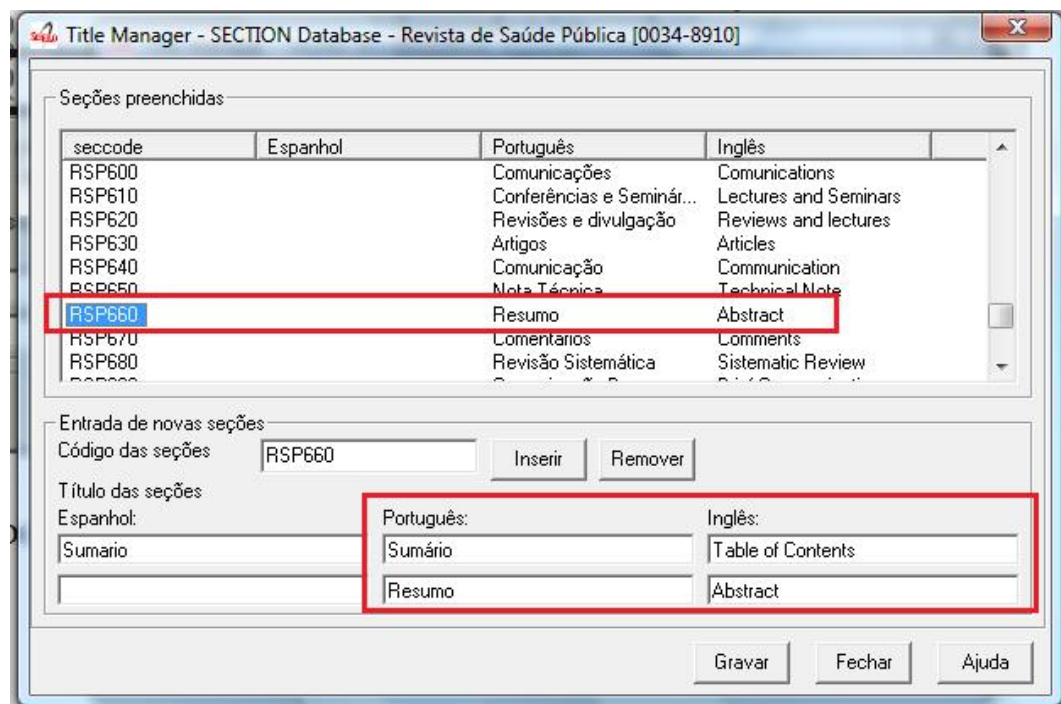 Title Manager - SECTION Database - Revista de Saúde Pública [0034-8910]
Seções preenchidas
seccode Espanhol Português Inglês
RSP600 Comunicações Comunications
RSP610 Conferências e Seminár... Lectures and Seminars
RSP620 Revisões e divulgação Reviews and lectures
RSP630 Artigos Articles
RSP640 Comunicação Communication
RSP650 Nota Técnica Technical Note
RSP660 Resumo Abstract
RSP670 Comentários Comments
RSP680 Revisão Sistemática Sistematic Review
Entrada de novas seções
Código das seções RSP660 Inserir Remover
Título das seções
Espanhol: Português: Inglês:
Sumario Sumário Table of Contents
Resumo Abstract
Gravar Fechar Ajuda